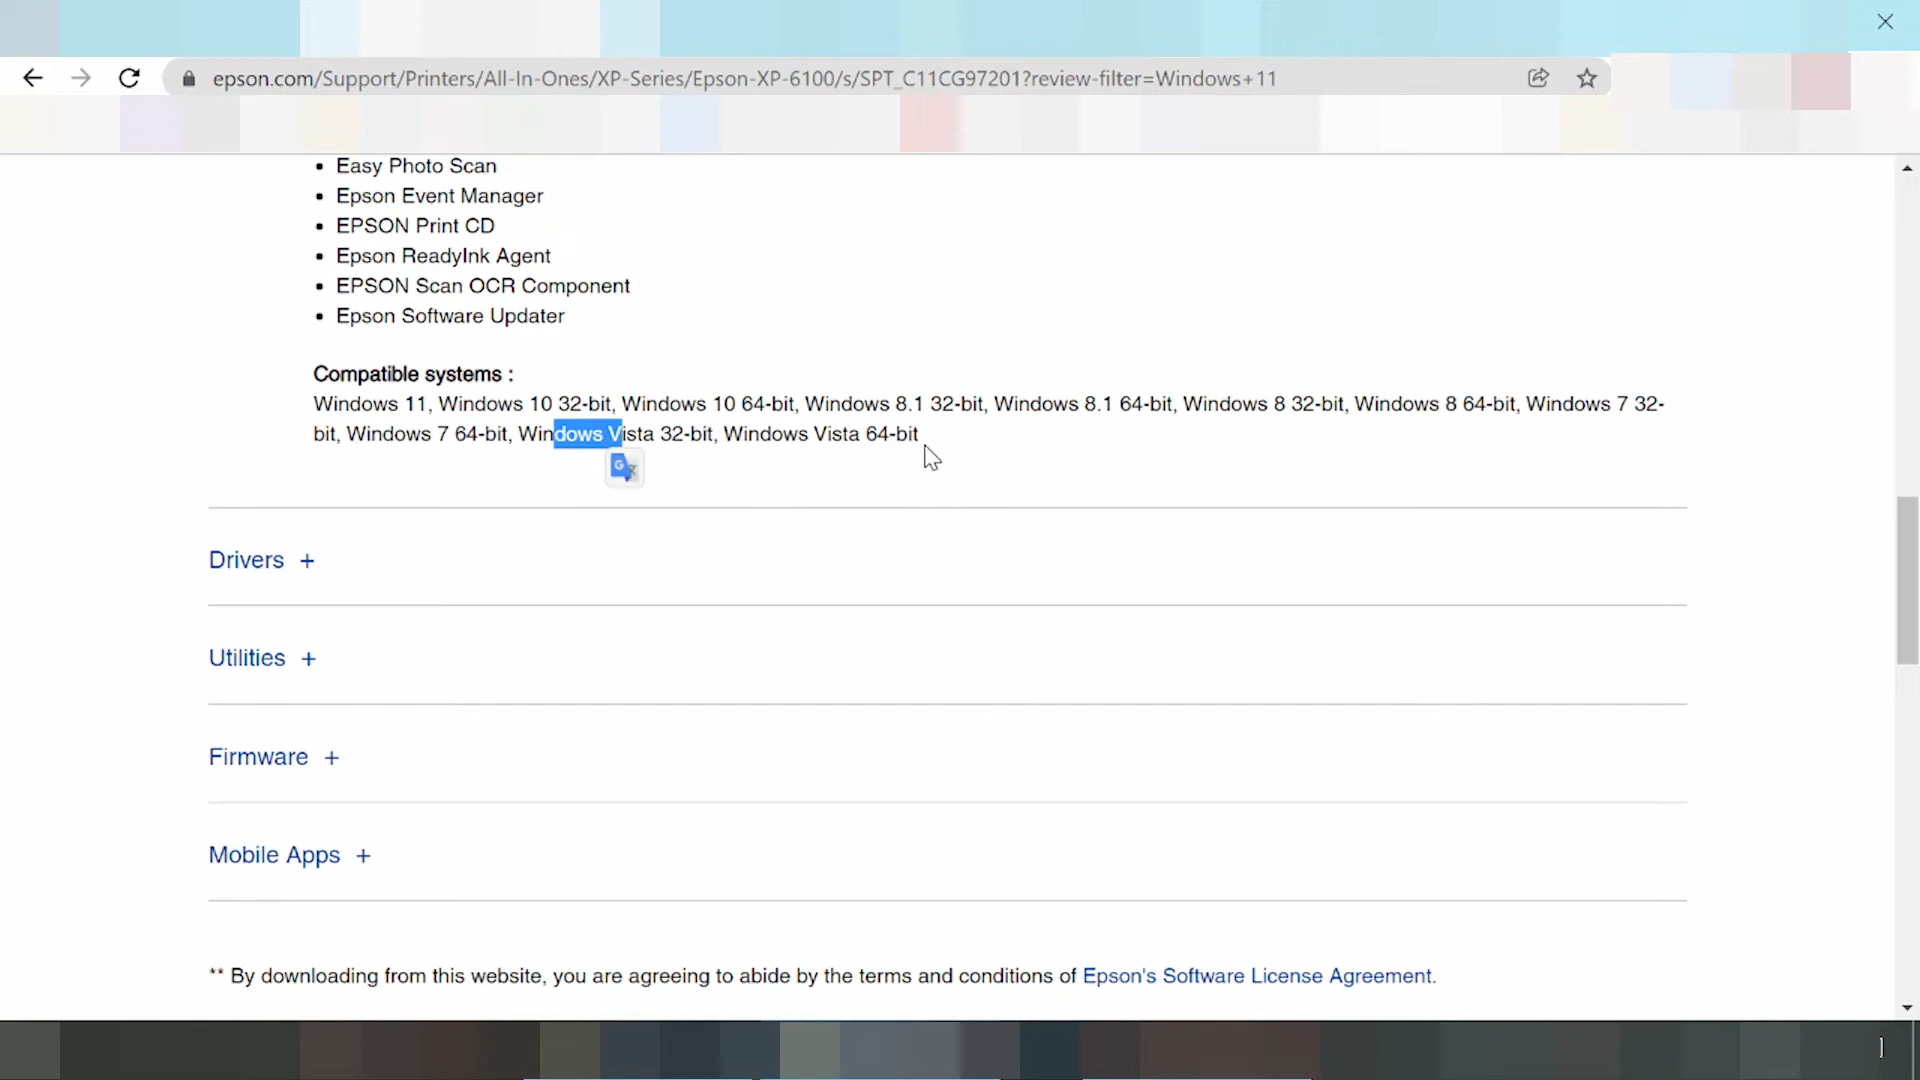 epson.com/Support/Printers/All-In-Ones/XP-Series/Epson-XP-6100/s/SPT_C11CG97201?review-filter=Windows+11
Easy Photo Scan
Epson Event Manager
EPSON Print CD
Epson ReadyInk Agent
EPSON Scan OCR Component
Epson Software Updater
Compatible systems :
Windows 11, Windows 10 32-bit, Windows 10 64-bit, Windows 8.1 32-bit, Windows 8.1 64-bit, Windows 8 32-bit, Windows 8 64-bit, Windows 7 32-
bit, Windows 7 64-bit, Windows Vista 32-bit, Windows Vista 64-bit
Drivers +
Utilities +
Firmware +
Mobile Apps +
** By downloading from this website, you are agreeing to abide by the terms and conditions of Epson's Software License Agreement.